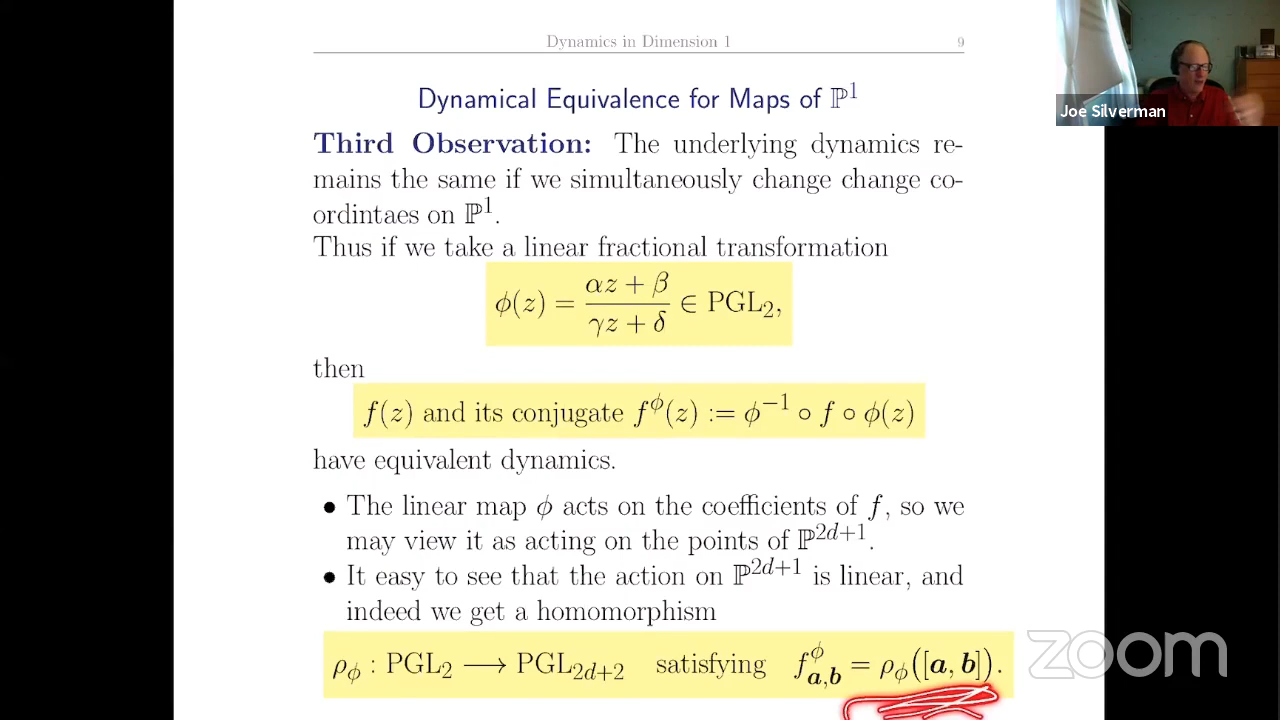 Dynamics in Dimension 1 9
Joe Silverman
Dynamical Equivalence for Maps of ℙ¹
Third Observation: The underlying dynamics re-
mains the same if we simultaneously change change co-
ordintaes on ℙ¹.
Thus if we take a linear fractional transformation
ϕ(z) = (αz + β)/(γz + δ) ∈ PGL₂,
then
f(z) and its conjugate f^ϕ(z) := ϕ⁻¹ ∘ f ∘ ϕ(z)
have equivalent dynamics.
• The linear map ϕ acts on the coefficients of f, so we
may view it as acting on the points of ℙ^{2d+1}.
• It easy to see that the action on ℙ^{2d+1} is linear, and
indeed we get a homomorphism
ρ_ϕ : PGL₂ ⟶ PGL_{2d+2} satisfying f^ϕ_{a,b} = ρ_ϕ([a, b]).
zoom